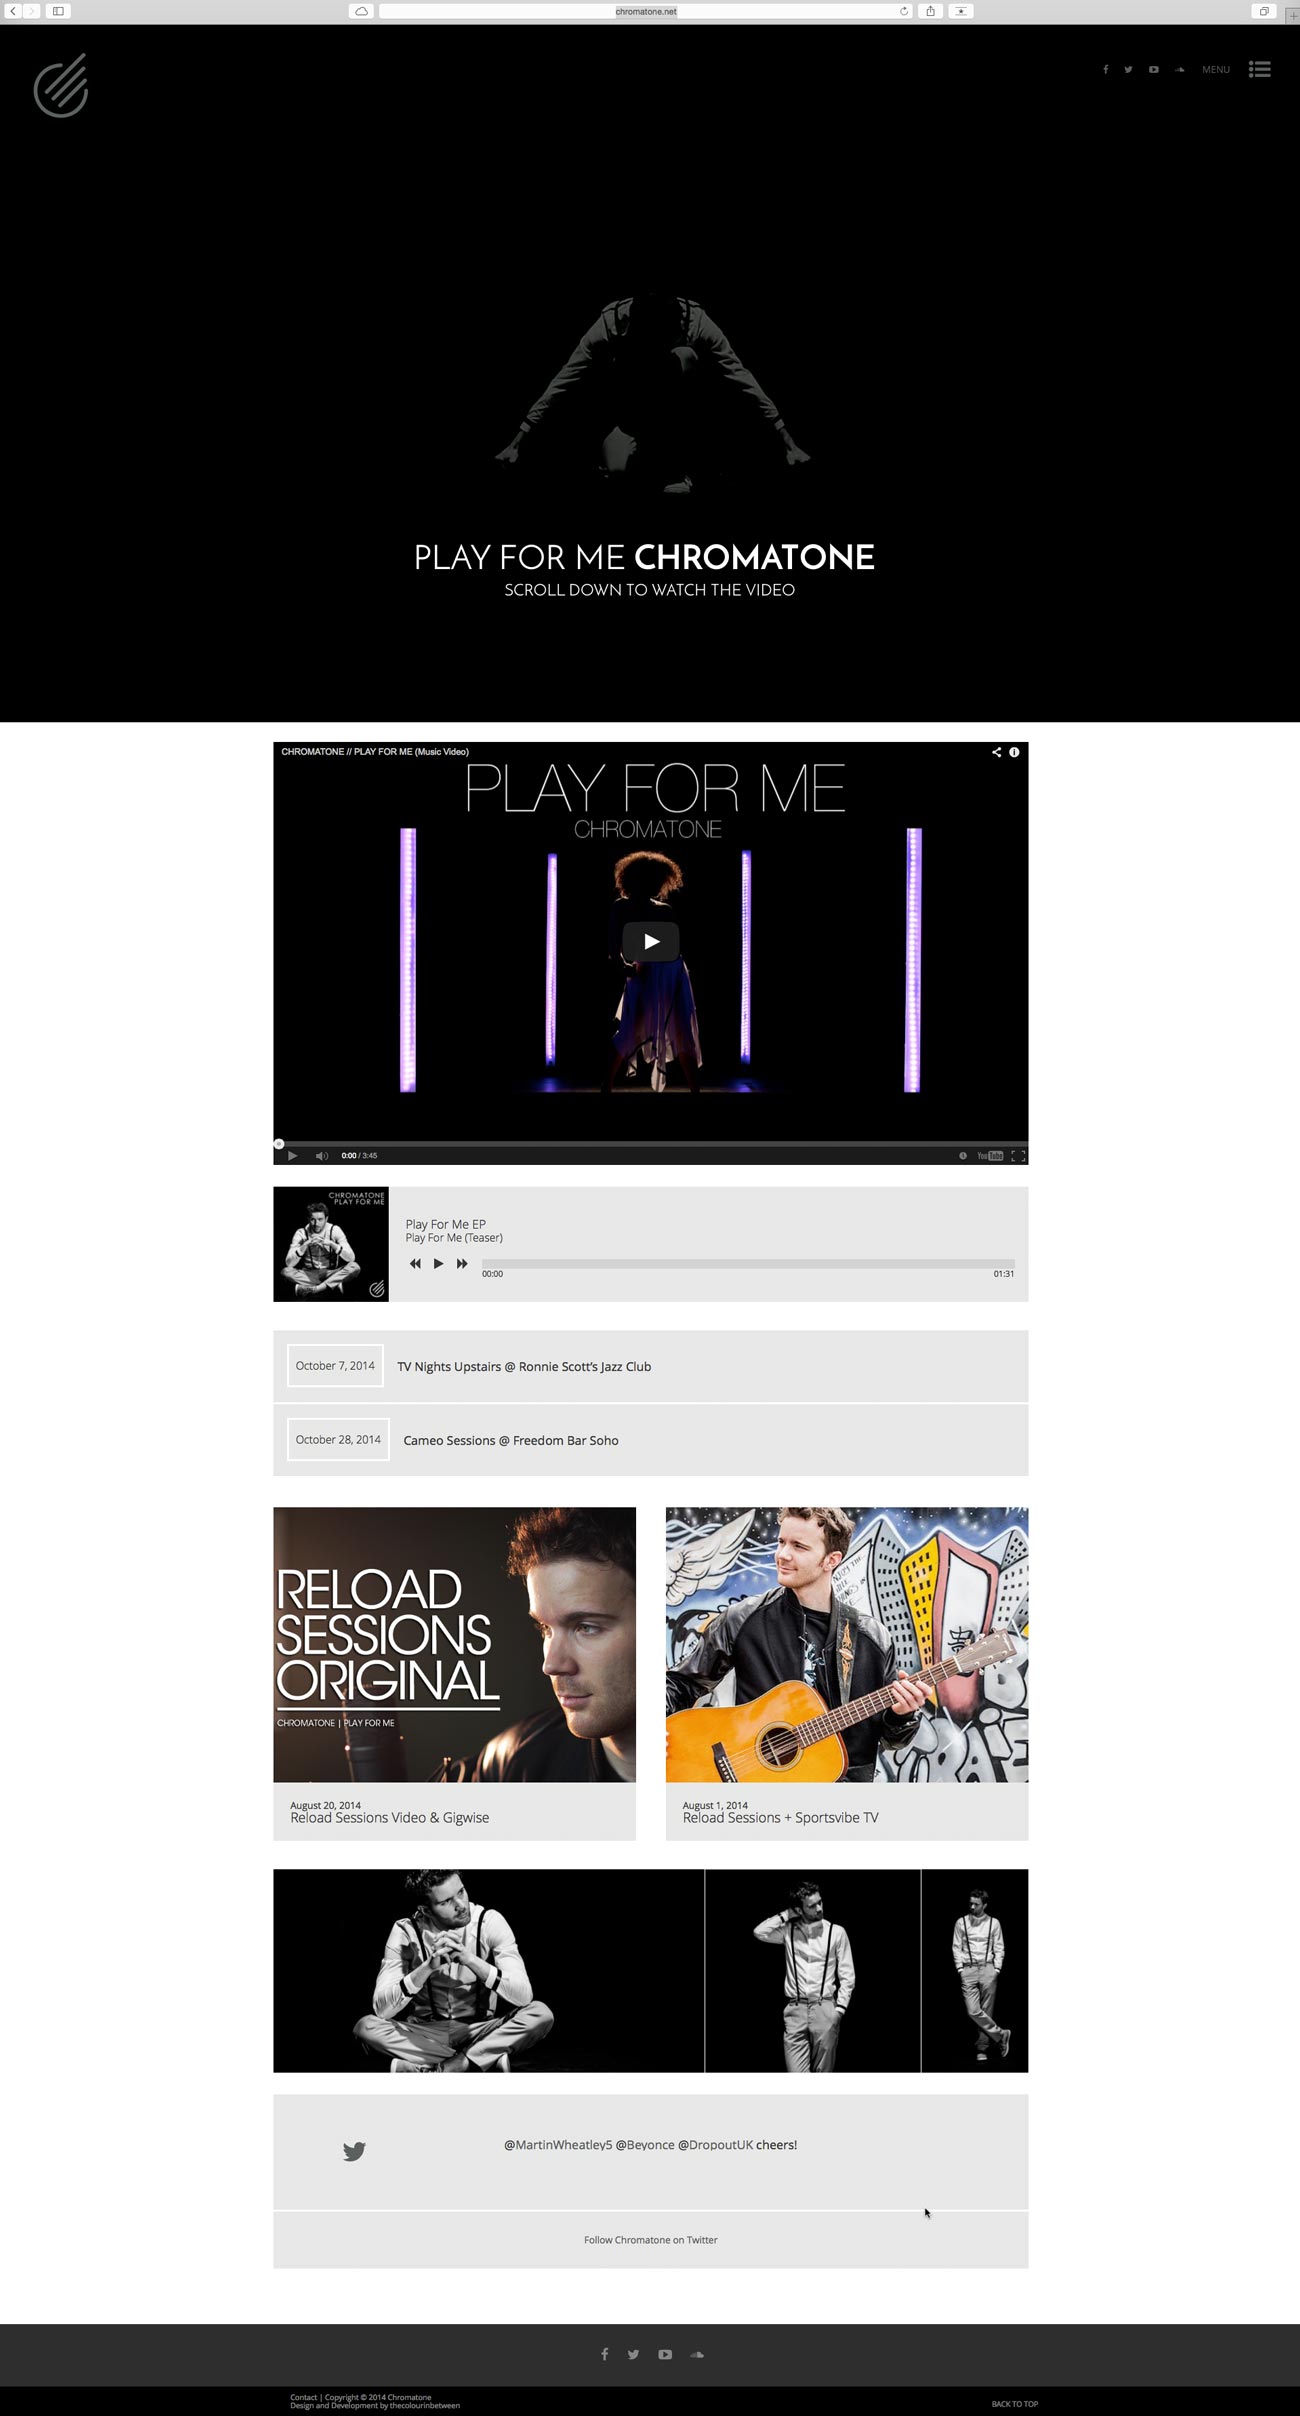 chromatone.net
MENU
PLAY FOR ME CHROMATONE
SCROLL DOWN TO WATCH THE VIDEO
CHROMATONE // PLAY FOR ME (Music Video)
PLAY FOR ME
CHROMATONE
0:00 / 3:45
YouTube
CHROMATONE
PLAY FOR ME
Play For Me EP
Play For Me (Teaser)
00:00
01:31
October 7, 2014
TV Nights Upstairs @ Ronnie Scott's Jazz Club
October 28, 2014
Cameo Sessions @ Freedom Bar Soho
RELOAD
SESSIONS
ORIGINAL
CHROMATONE | PLAY FOR ME
August 20, 2014
Reload Sessions Video & Gigwise
August 1, 2014
Reload Sessions + Sportsvibe TV
@MartinWheatley5 @Beyonce @DropoutUK cheers!
Follow Chromatone on Twitter
Contact | Copyright © 2014 Chromatone
Design and Development by thecolourinbetween
BACK TO TOP